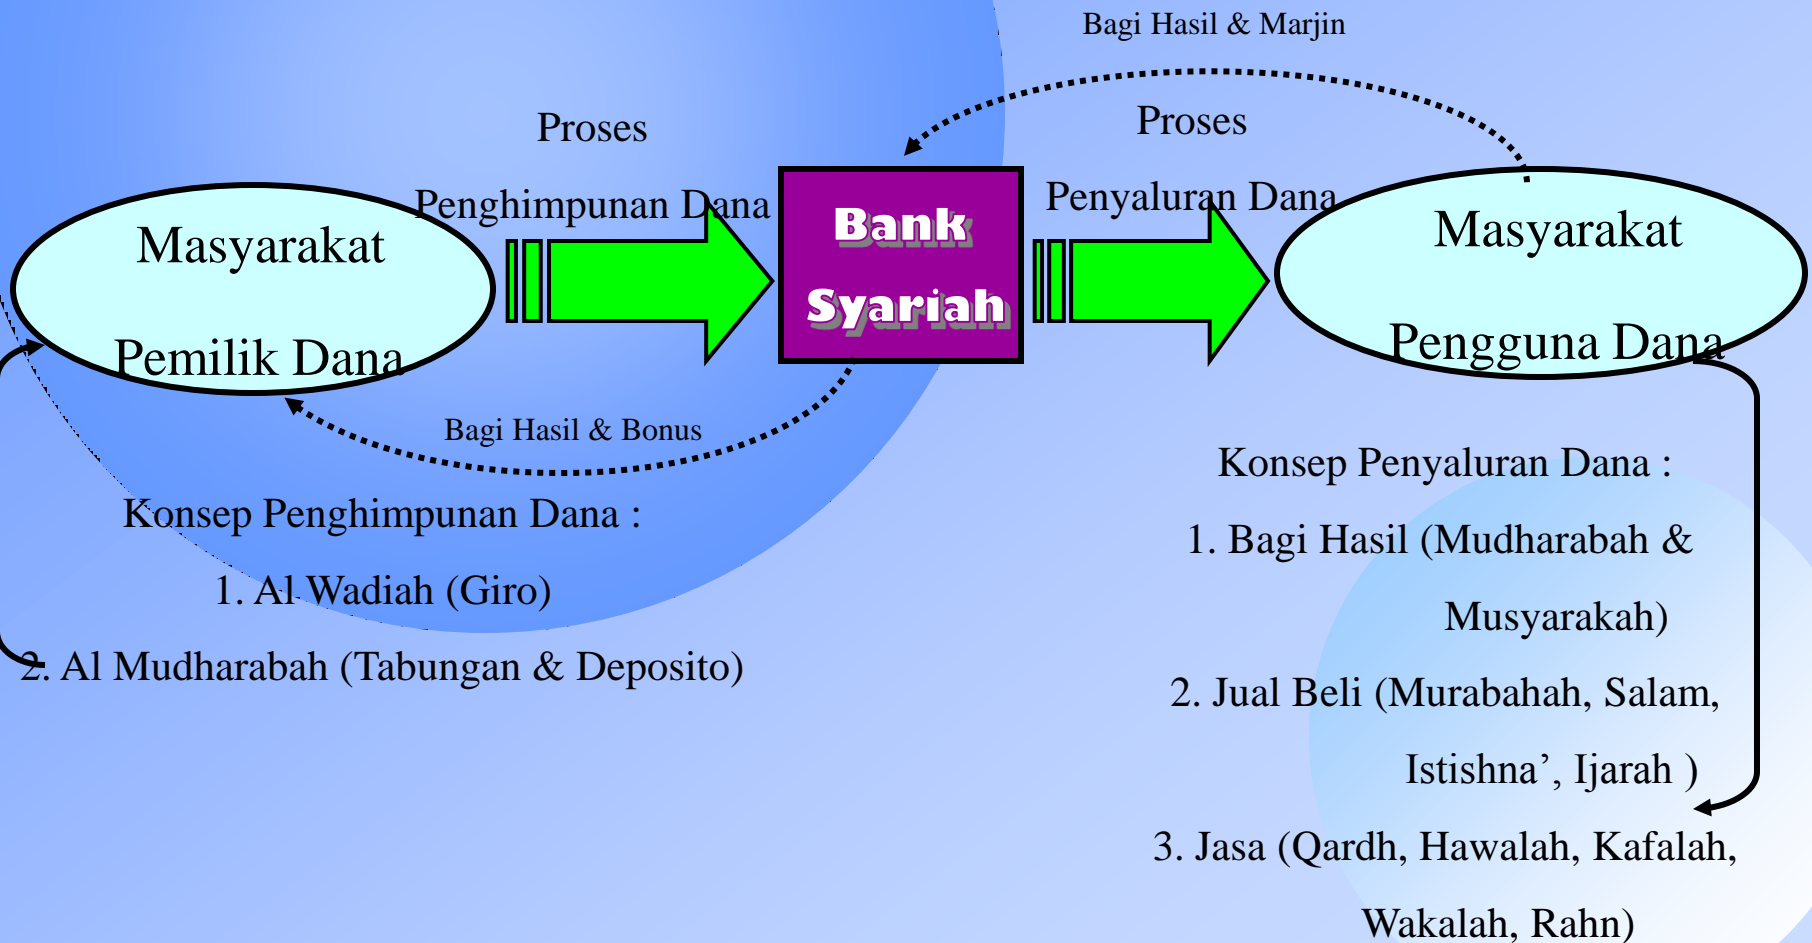 Bagi Hasil & Marjin
Proses
Penghimpunan Dana
Proses
Penyaluran Dana
Masyarakat
Pemilik Dana
Bank
Syariah
Masyarakat
Pengguna Dana
Bagi Hasil & Bonus
Konsep Penghimpunan Dana :
1. Al Wadiah (Giro)
2. Al Mudharabah (Tabungan & Deposito)
Konsep Penyaluran Dana :
1. Bagi Hasil (Mudharabah &
Musyarakah)
2. Jual Beli (Murabahah, Salam,
Istishna’, Ijarah )
3. Jasa (Qardh, Hawalah, Kafalah,
Wakalah, Rahn)